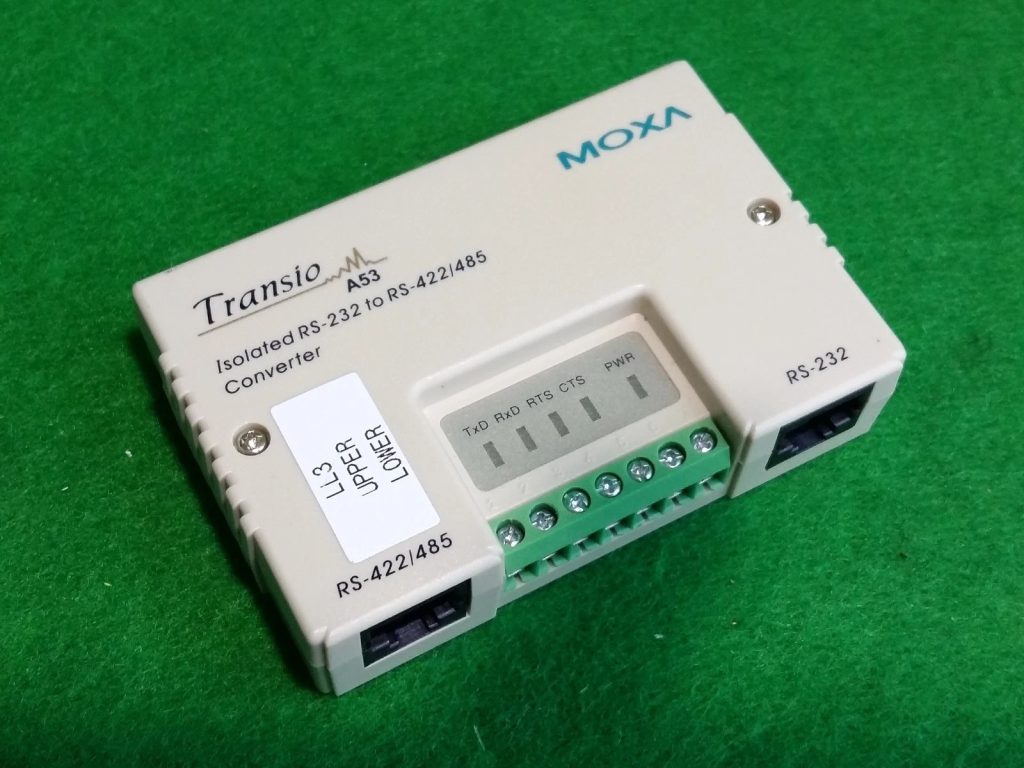 MOXA
Transio
A53
Isolated RS-232 to RS-422/485
Converter
TxD RxD RTS CTS PWR
RS-232
LL3
UPPER
LOWER
RS-422/485